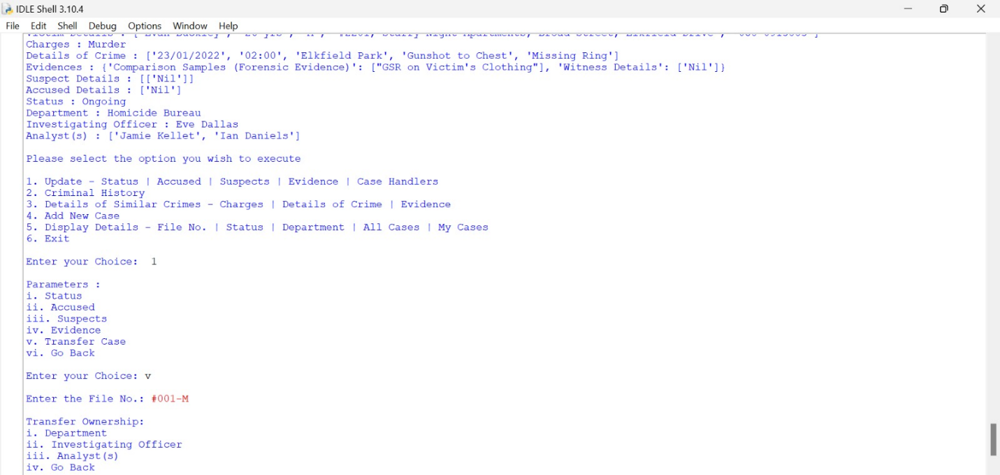 IDLE Shell 3.10.4
File Edit Shell Debug Options Window Help
Charges : Murder
Details of Crime : ['23/01/2022', '02:00', 'Elkfield Park', 'Gunshot to Chest', 'Missing Ring']
Evidences : {'Comparison Samples (Forensic Evidence)': ["GSR on Victim's Clothing"], 'Witness Details': ['Nil']}
Suspect Details : [['Nil']]
Accused Details : ['Nil']
Status : Ongoing
Department : Homicide Bureau
Investigating Officer : Eve Dallas
Analyst(s) : ['Jamie Kellet', 'Ian Daniels']
Please select the option you wish to execute
1. Update - Status | Accused | Suspects | Evidence | Case Handlers
2. Criminal History
3. Details of Similar Crimes - Charges | Details of Crime | Evidence
4. Add New Case
5. Display Details - File No. | Status | Department | All Cases | My Cases
6. Exit
Enter your Choice:  1
Parameters :
i. Status
ii. Accused
iii. Suspects
iv. Evidence
v. Transfer Case
vi. Go Back
Enter your Choice: v
Enter the File No.: #001-M
Transfer Ownership:
i. Department
ii. Investigating Officer
iii. Analyst(s)
iv. Go Back